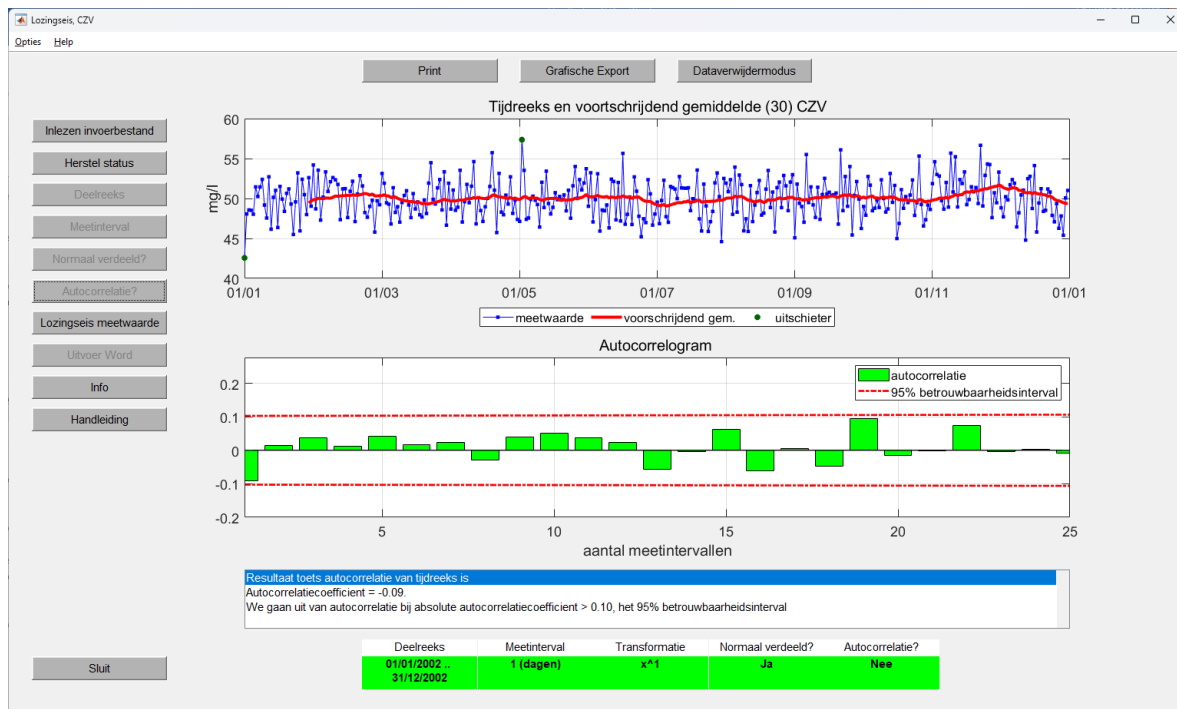 Lozingseis, CZV
Opties Help
Print Grafische Export Dataverwijdermodus
Inlezen invoerbestand
Herstel status
Deelreeks
Meetinterval
Normaal verdeeld?
Autocorrelatie?
Lozingseis meetwaarde
Uitvoer Word
Info
Handleiding
Sluit
Tijdreeks en voortschrijdend gemiddelde (30) CZV
mg/l
60
55
50
45
40
01/01 01/03 01/05 01/07 01/09 01/11 01/01
meetwaarde voorschrijdend gem. uitschieter
Autocorrelogram
autocorrelatie
95% betrouwbaarheidsinterval
0.2
0.1
0
-0.1
-0.2
5 10 15 20 25
aantal meetintervallen
Resultaat toets autocorrelatie van tijdreeks is
Autocorrelatiecoefficient = -0.09.
We gaan uit van autocorrelatie bij absolute autocorrelatiecoefficient > 0.10, het 95% betrouwbaarheidsinterval
Deelreeks Meetinterval Transformatie Normaal verdeeld? Autocorrelatie?
01/01/2002 .. 1 (dagen) x^1 Ja Nee
31/12/2002